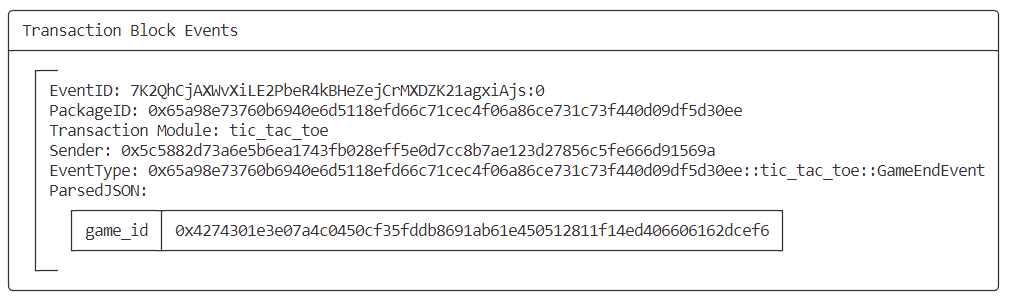 Transaction Block Events
EventID: 7K2QhCjAXWvXiLE2PbeR4kBHeZejCrMXDZK21agxiAjs:0
PackageID: 0x65a98e73760b6940e6d5118efd66c71cec4f06a86ce731c73f440d09df5d30ee
Transaction Module: tic_tac_toe
Sender: 0x5c5882d73a6e5b6ea1743fb028eff5e0d7cc8b7ae123d27856c5fe666d91569a
EventType: 0x65a98e73760b6940e6d5118efd66c71cec4f06a86ce731c73f440d09df5d30ee::tic_tac_toe::GameEndEvent
ParsedJSON:
game_id 0x4274301e3e07a4c0450cf35fddb8691ab61e450512811f14ed406606162dcef6